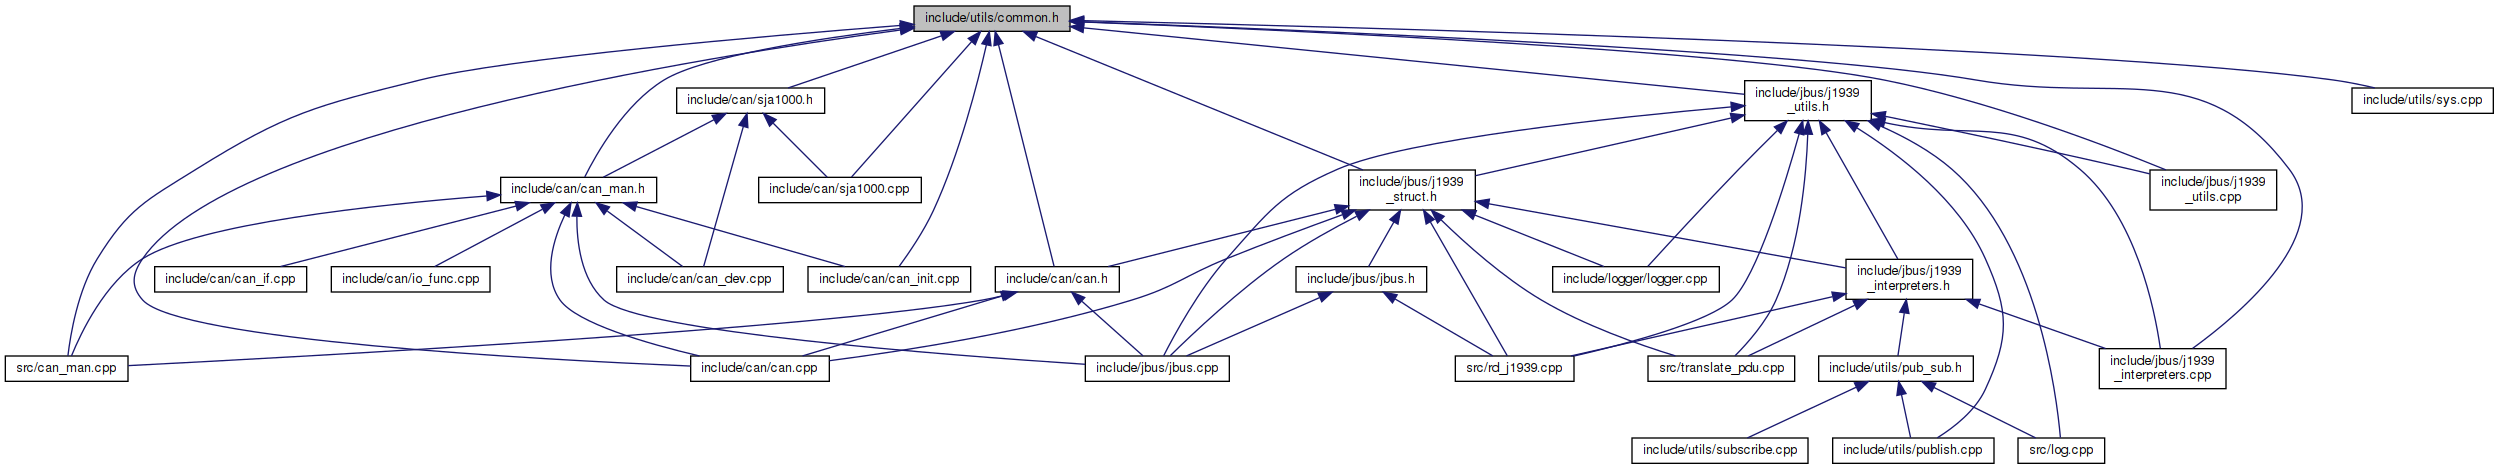 include/utils/common.h
include/can/sja1000.h
include/jbus/j1939
_utils.h
include/utils/sys.cpp
include/can/can_man.h
include/can/sja1000.cpp
include/jbus/j1939
_struct.h
include/jbus/j1939
_utils.cpp
include/can/can_if.cpp
include/can/io_func.cpp
include/can/can_dev.cpp
include/can/can_init.cpp
include/can/can.h
include/jbus/jbus.h
include/logger/logger.cpp
include/jbus/j1939
_interpreters.h
src/can_man.cpp
include/can/can.cpp
include/jbus/jbus.cpp
src/rd_j1939.cpp
src/translate_pdu.cpp
include/utils/pub_sub.h
include/jbus/j1939
_interpreters.cpp
include/utils/subscribe.cpp
include/utils/publish.cpp
src/log.cpp